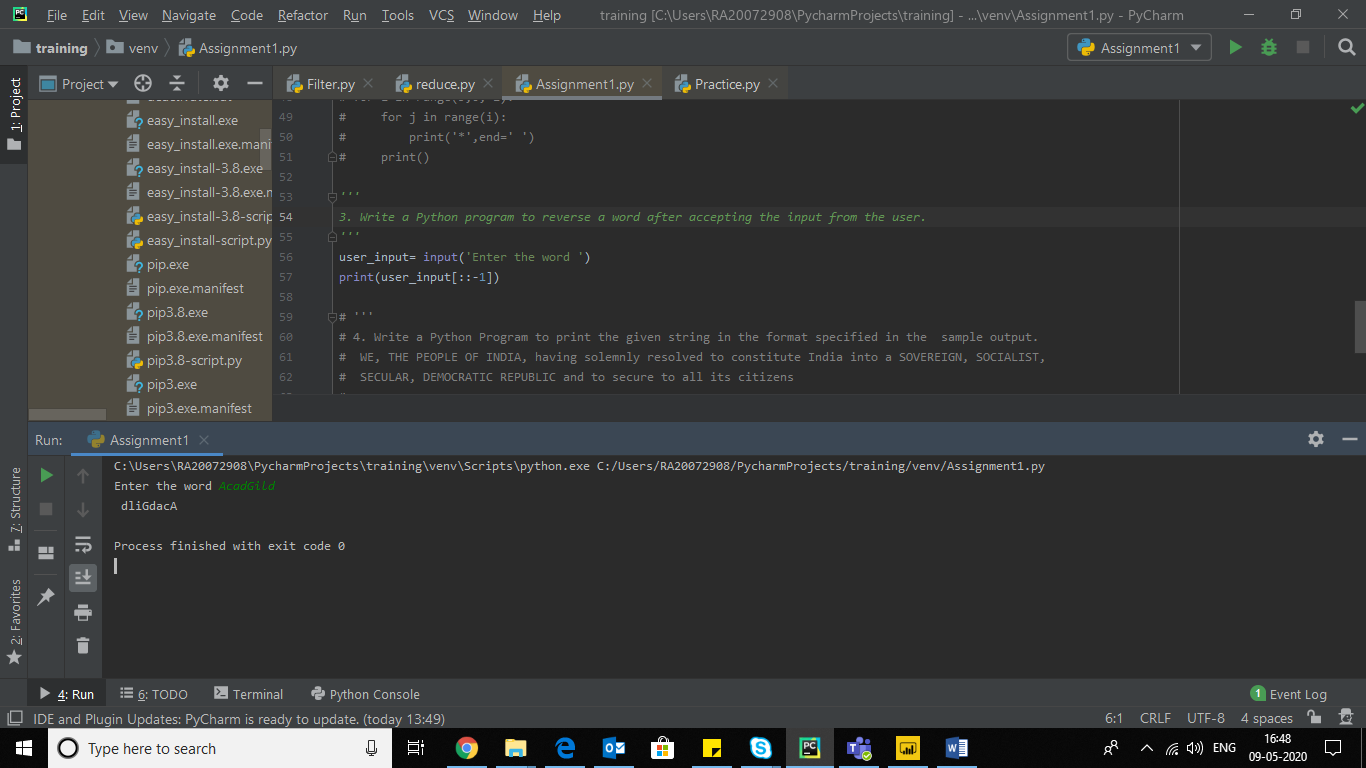 File Edit View Navigate Code Refactor Run Tools VCS Window Help training [C:\Users\RA20072908\PycharmProjects\training] - ...\venv\Assignment1.py - PyCharm
training venv Assignment1.py Assignment1
1: Project
Project Filter.py reduce.py Assignment1.py Practice.py
easy_install.exe
easy_install.exe.mani
easy_install-3.8.exe
easy_install-3.8.exe.m
easy_install-3.8-scrip
easy_install-script.py
pip.exe
pip.exe.manifest
pip3.8.exe
pip3.8.exe.manifest
pip3.8-script.py
pip3.exe
pip3.exe.manifest
49 #     for j in range(i):
50 #         print('*',end=' ')
51 #     print()
52
53 '''
54 3. Write a Python program to reverse a word after accepting the input from the user.
55 '''
56 user_input= input('Enter the word ')
57 print(user_input[::-1])
58
59 # '''
60 # 4. Write a Python Program to print the given string in the format specified in the  sample output.
61 #  WE, THE PEOPLE OF INDIA, having solemnly resolved to constitute India into a SOVEREIGN, SOCIALIST,
62 #  SECULAR, DEMOCRATIC REPUBLIC and to secure to all its citizens
Run: Assignment1
C:\Users\RA20072908\PycharmProjects\training\venv\Scripts\python.exe C:/Users/RA20072908/PycharmProjects/training/venv/Assignment1.py
Enter the word AcadGild
dliGdacA
Process finished with exit code 0
7: Structure
2: Favorites
4: Run 6: TODO Terminal Python Console 1 Event Log
IDE and Plugin Updates: PyCharm is ready to update. (today 13:49) 6:1 CRLF UTF-8 4 spaces
Type here to search ENG 16:48
09-05-2020